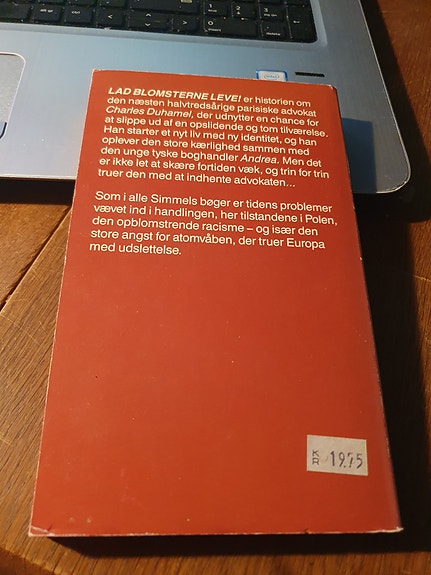 LAD BLOMSTERNE LEVE! er historien om
den næsten halvtredsårige parisiske advokat
Charles Duhamel, der udnytter en chance for
at slippe ud af en opslidende og tom tilværelse.
Han starter et nyt liv med ny identitet, og han
oplever den store kærlighed sammen med
den unge tyske boghandler Andrea. Men det
er ikke let at skære fortiden væk, og trin for trin
truer den med at indhente advokaten...
Som i alle Simmels bøger er tidens problemer
vævet ind i handlingen, her tilstandene i Polen,
den opblomstrende racisme – og især den
store angst for atomvåben, der truer Europa
med udslettelse.
KR 19.75